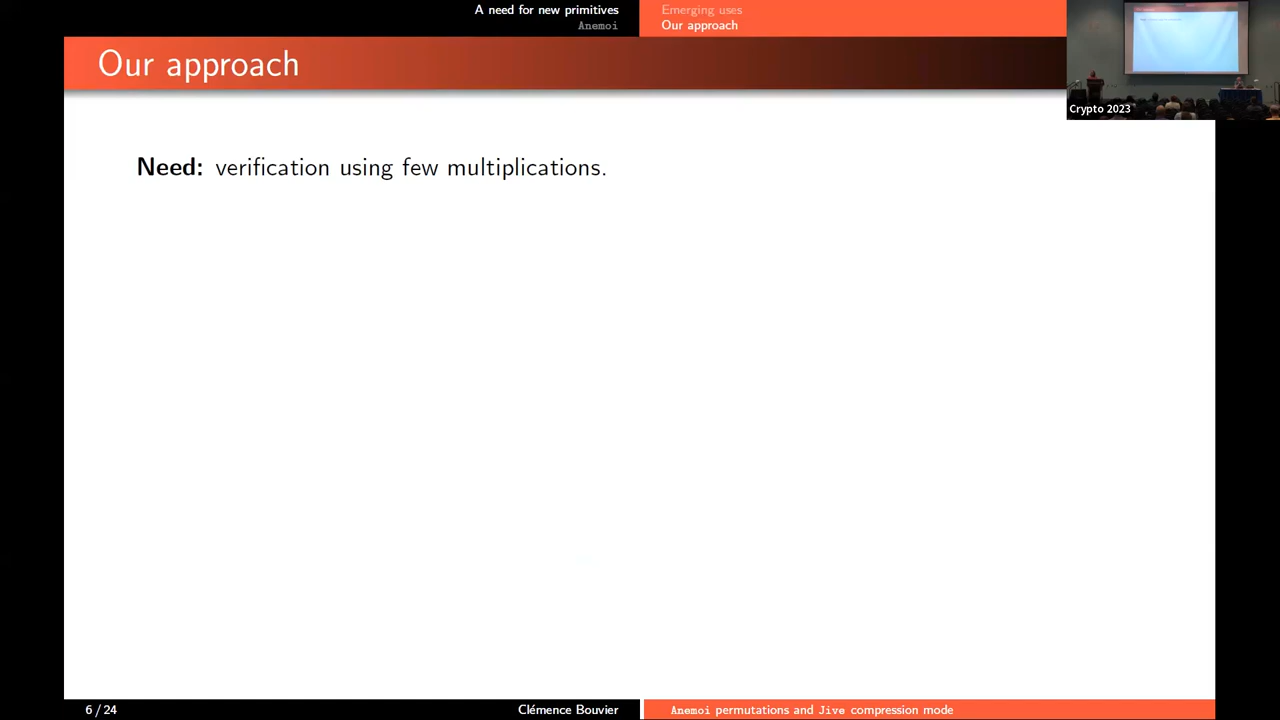 A need for new primitives
Anemoi
Emerging uses
Our approach
Our approach
Crypto 2023
Need: verification using few multiplications.
6 / 24
Clémence Bouvier
Anemoi permutations and Jive compression mode